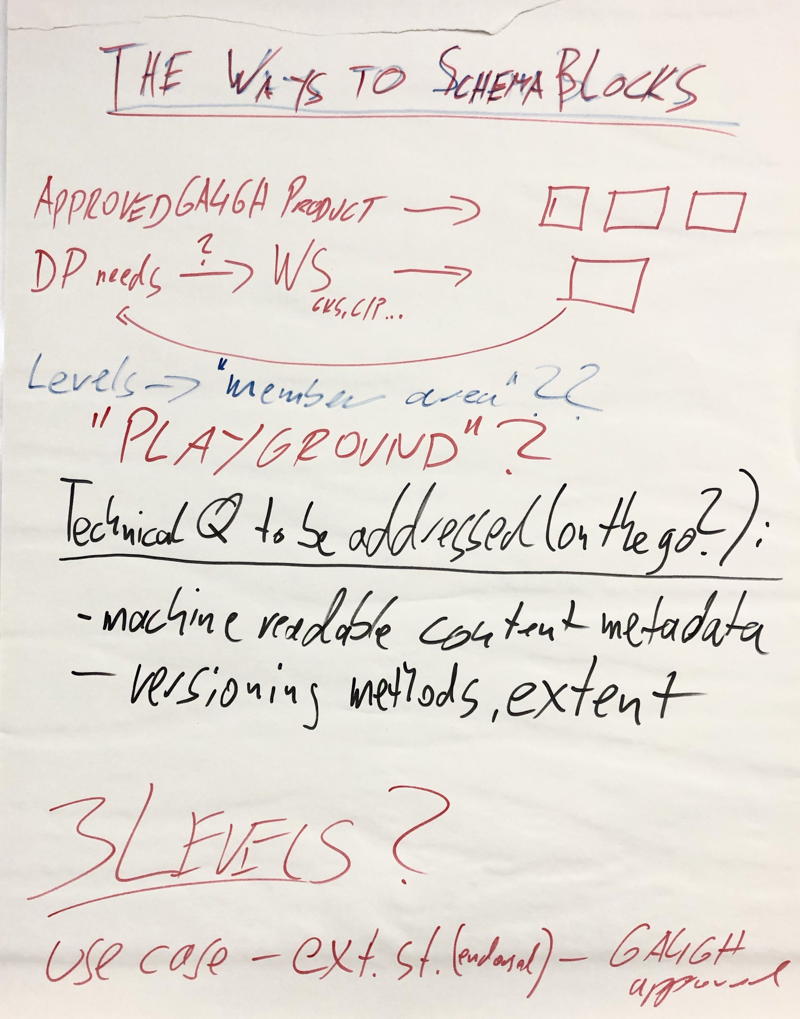 THE WAYS TO SCHEMABLOCKS
APPROVED GA4GH PRODUCT →
DP needs ?→ WS →
CKS, C/P...
Levels → "member area" ??
"PLAYGROUND" ?
Technical Q to be addressed (on the go?):
- machine readable content metadata
- versioning methods, extent
3 LEVELS?
use case - ext. st. (endorsed) - GA4GH
approved